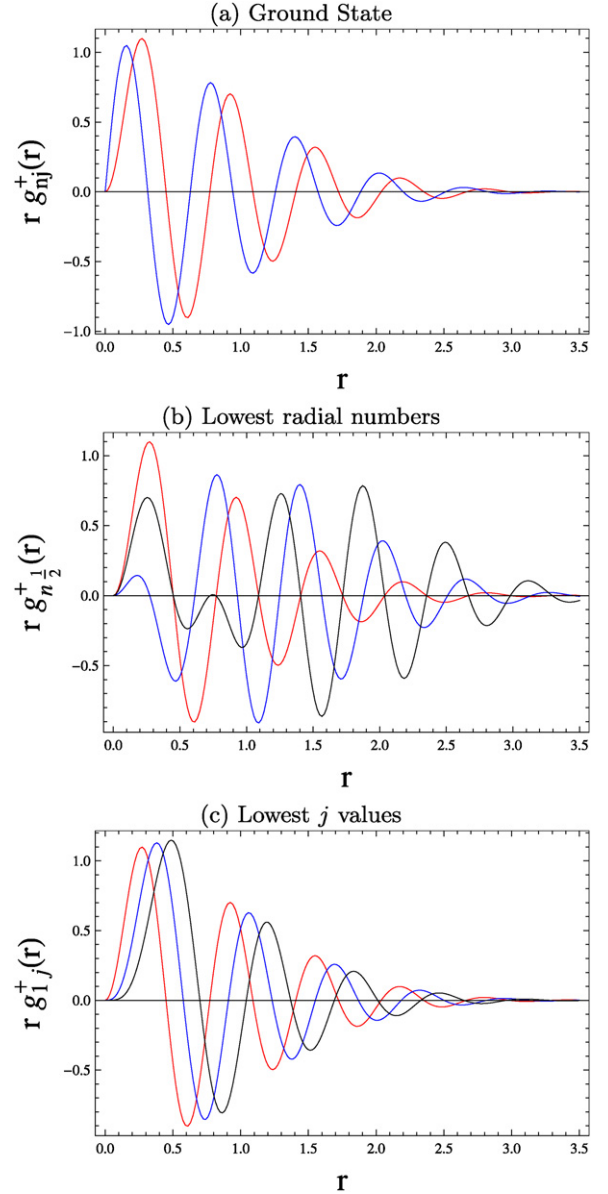 (a) Ground State
1.0
0.5
0.0
-0.5
-1.0
r g⁺nj(r)
0.0 0.5 1.0 1.5 2.0 2.5 3.0 3.5
r
(b) Lowest radial numbers
1.0
0.5
0.0
-0.5
r g⁺n½(r)
0.0 0.5 1.0 1.5 2.0 2.5 3.0 3.5
r
(c) Lowest j values
1.0
0.5
0.0
-0.5
r g⁺1j(r)
0.0 0.5 1.0 1.5 2.0 2.5 3.0 3.5
r